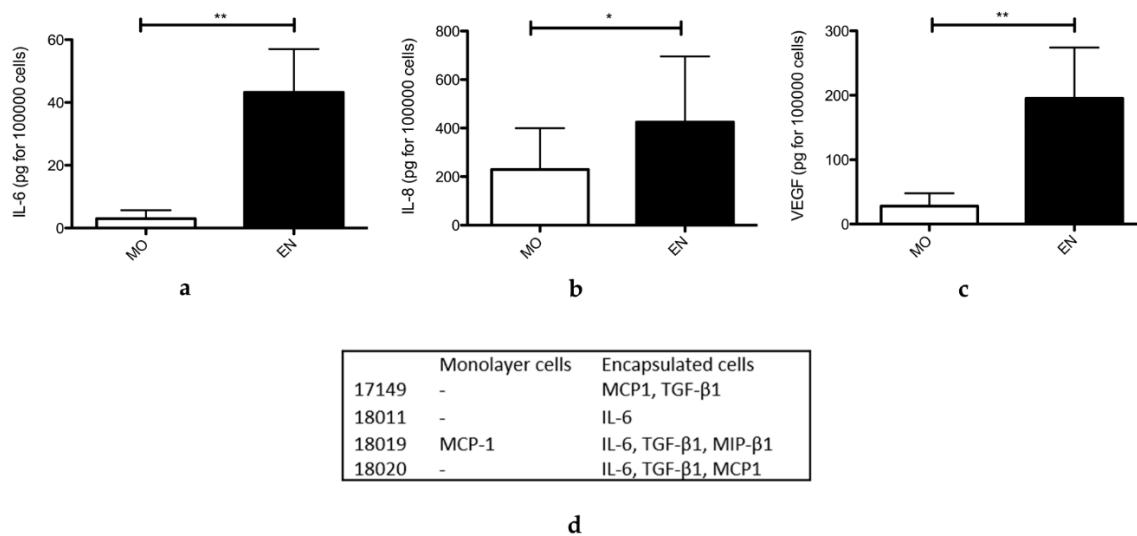 **
60
40
20
0
IL-6 (pg for 100000 cells)
MO
EN
a
*
800
600
400
200
0
IL-8 (pg for 100000 cells)
MO
EN
b
**
300
200
100
0
VEGF (pg for 100000 cells)
MO
EN
c
Monolayer cells Encapsulated cells
17149 - MCP1, TGF-β1
18011 - IL-6
18019 MCP-1 IL-6, TGF-β1, MIP-β1
18020 - IL-6, TGF-β1, MCP1
d